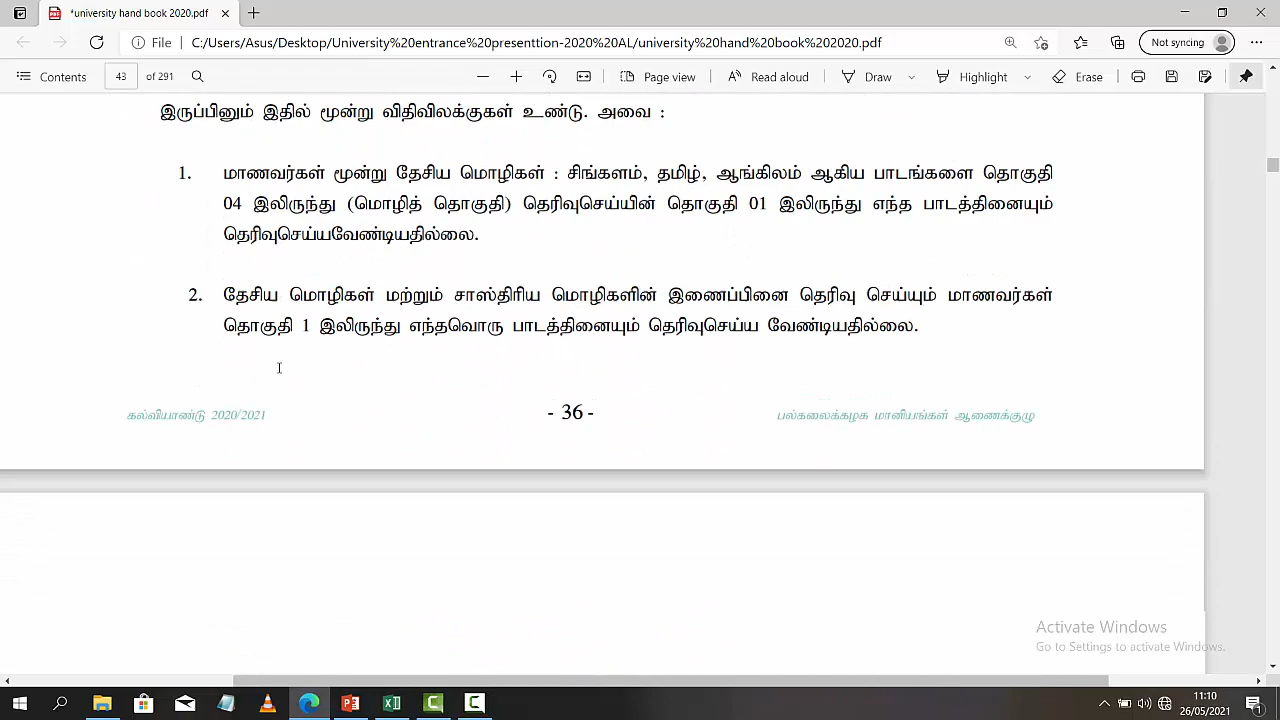 *university hand book 2020.pdf
File C:/Users/Asus/Desktop/University%20entrance%20presenttion-2020%20AL/university%20hand%20book%202020.pdf Not syncing
Contents 43 of 291 Page view Read aloud Draw Highlight Erase
இருப்பினும் இதில் மூன்று விதிவிலக்குகள் உண்டு. அவை :
1. மாணவர்கள் மூன்று தேசிய மொழிகள் : சிங்களம், தமிழ், ஆங்கிலம் ஆகிய பாடங்களை தொகுதி
04 இலிருந்து (மொழித் தொகுதி) தெரிவுசெய்யின் தொகுதி 01 இலிருந்து எந்த பாடத்தினையும்
தெரிவுசெய்யவேண்டியதில்லை.
2. தேசிய மொழிகள் மற்றும் சாஸ்திரிய மொழிகளின் இணைப்பினை தெரிவு செய்யும் மாணவர்கள்
தொகுதி 1 இலிருந்து எந்தவொரு பாடத்தினையும் தெரிவுசெய்ய வேண்டியதில்லை.
கல்வியாண்டு 2020/2021 - 36 - பல்கலைக்கழக மானியங்கள் ஆணைக்குழு
Activate Windows
Go to Settings to activate Windows.
11:10
26/05/2021